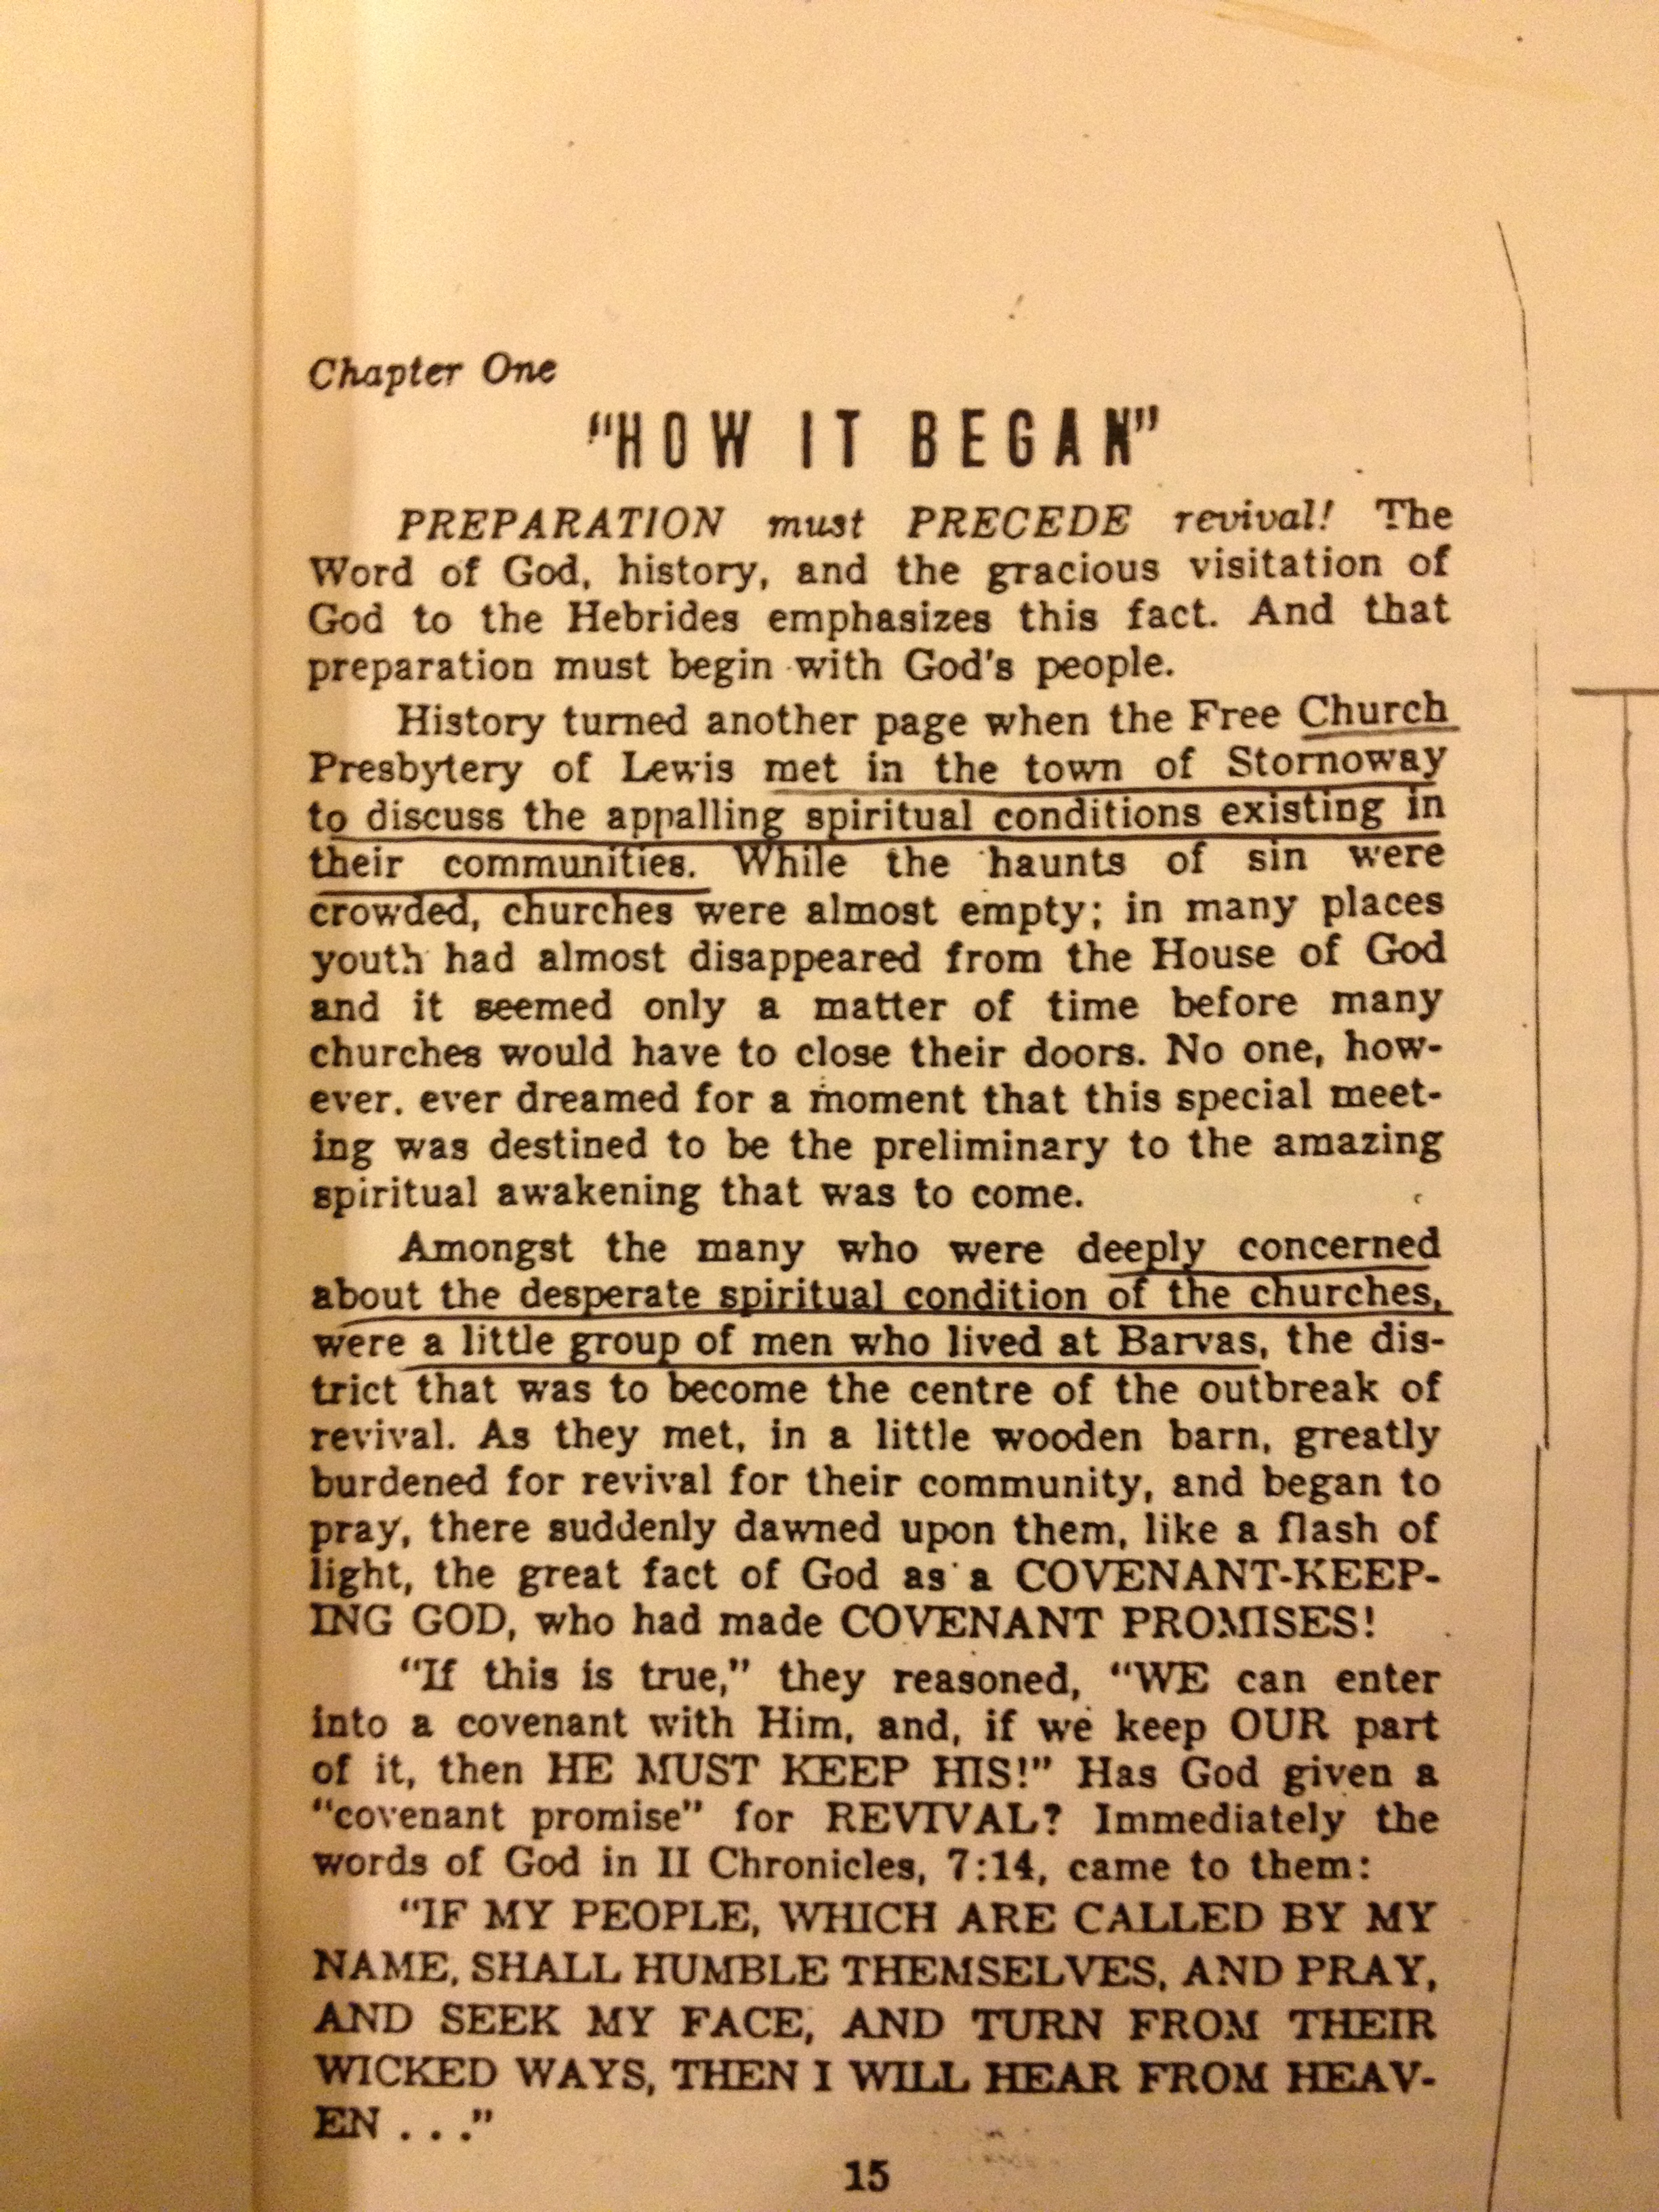 Chapter One
"HOW IT BEGAN"
PREPARATION must PRECEDE revival! The
Word of God, history, and the gracious visitation of
God to the Hebrides emphasizes this fact. And that
preparation must begin with God's people.
History turned another page when the Free Church
Presbytery of Lewis met in the town of Stornoway
to discuss the appalling spiritual conditions existing in
their communities. While the haunts of sin were
crowded, churches were almost empty; in many places
youth had almost disappeared from the House of God
and it seemed only a matter of time before many
churches would have to close their doors. No one, how-
ever, ever dreamed for a moment that this special meet-
ing was destined to be the preliminary to the amazing
spiritual awakening that was to come.
Amongst the many who were deeply concerned
about the desperate spiritual condition of the churches,
were a little group of men who lived at Barvas, the dis-
trict that was to become the centre of the outbreak of
revival. As they met, in a little wooden barn, greatly
burdened for revival for their community, and began to
pray, there suddenly dawned upon them, like a flash of
light, the great fact of God as a COVENANT-KEEP-
ING GOD, who had made COVENANT PROMISES!
"If this is true," they reasoned, "WE can enter
into a covenant with Him, and, if we keep OUR part
of it, then HE MUST KEEP HIS!" Has God given a
"covenant promise" for REVIVAL? Immediately the
words of God in II Chronicles, 7:14, came to them:
"IF MY PEOPLE, WHICH ARE CALLED BY MY
NAME, SHALL HUMBLE THEMSELVES, AND PRAY,
AND SEEK MY FACE, AND TURN FROM THEIR
WICKED WAYS, THEN I WILL HEAR FROM HEAV-
EN . . ."
15